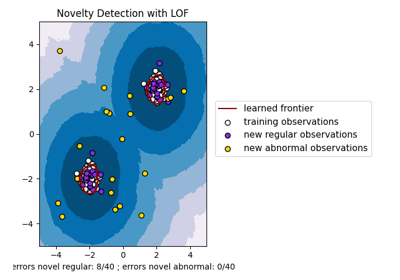 Novelty Detection with LOF
4
2
0
−2
−4
−4
−2
0
2
4
learned frontier
training observations
new regular observations
new abnormal observations
errors novel regular: 8/40 ; errors novel abnormal: 0/40